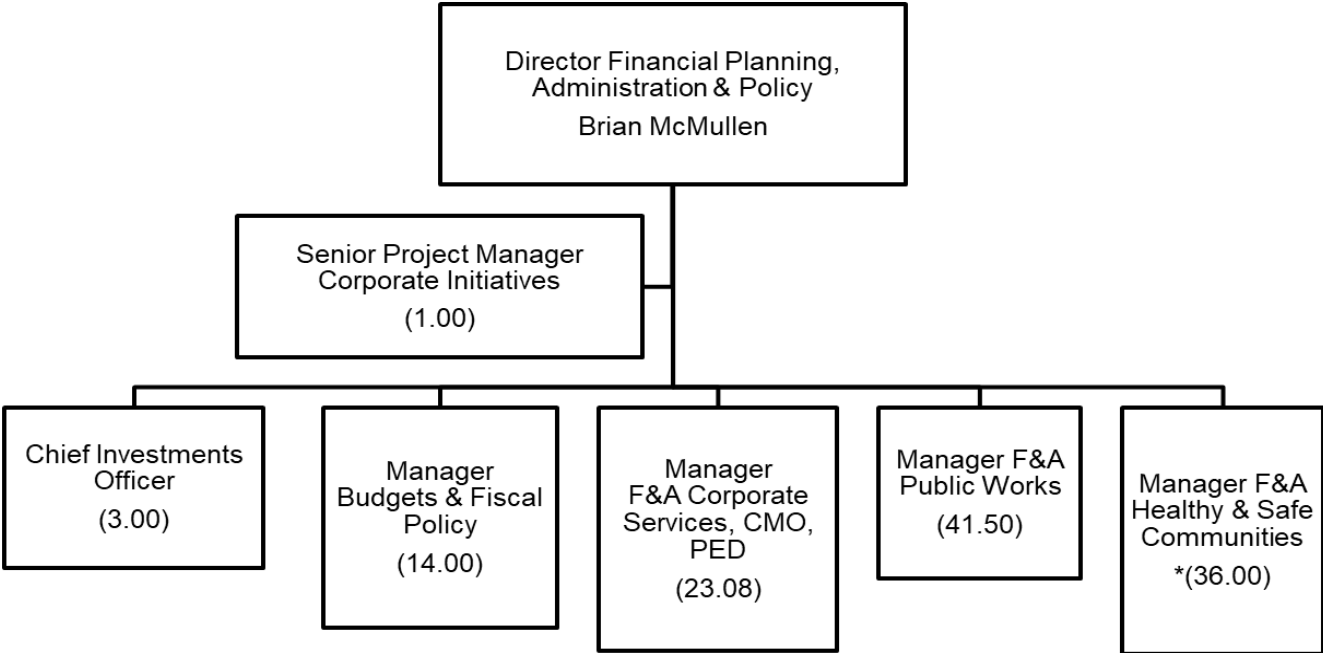 Director Financial Planning,
Administration & Policy
Brian McMullen
Senior Project Manager
Corporate Initiatives
(1.00)
Chief Investments
Officer
(3.00)
Manager
Budgets & Fiscal
Policy
(14.00)
Manager
F&A Corporate
Services, CMO,
PED
(23.08)
Manager F&A
Public Works
(41.50)
Manager F&A
Healthy & Safe
Communities
*(36.00)